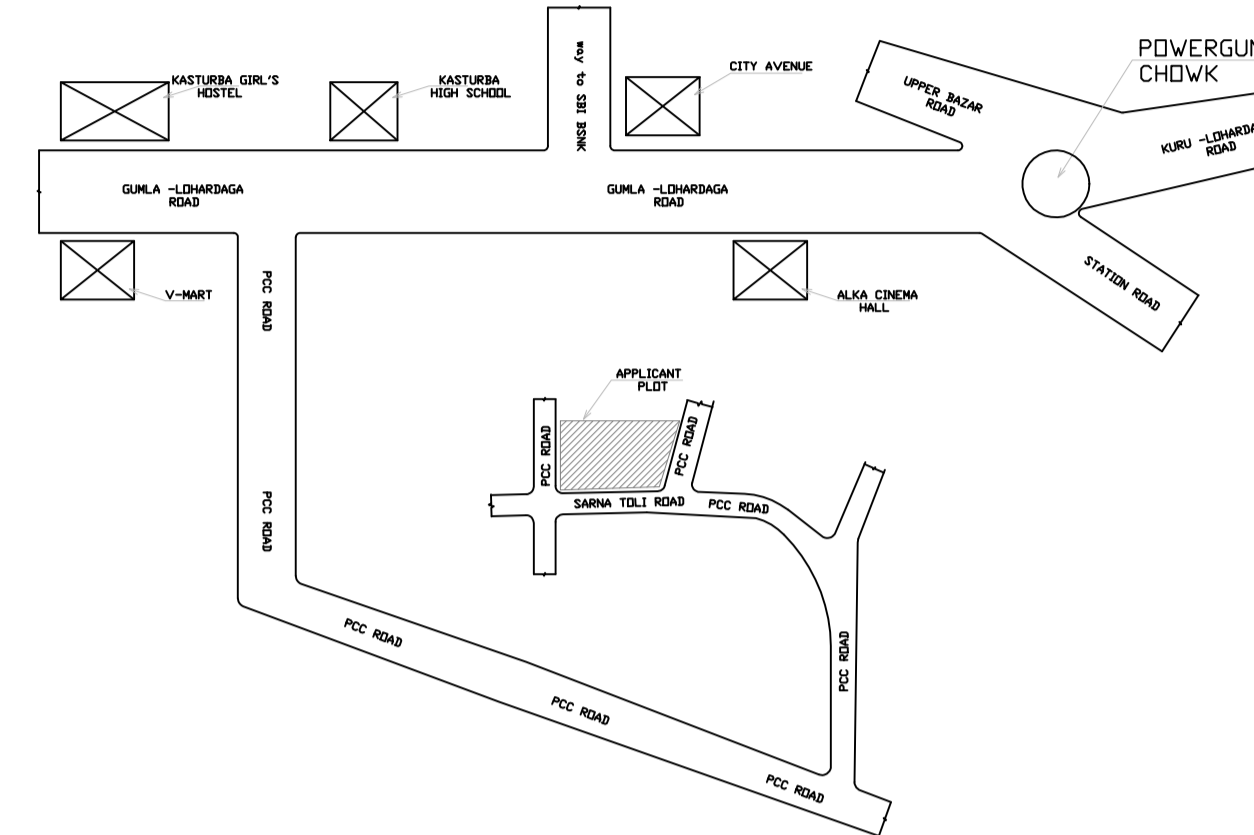 way to SBI BSNK
POWERGUN
CHOWK
CITY AVENUE
KASTURBA GIRL'S
HOSTEL
KASTURBA
HIGH SCHOOL
UPPER BAZAR
ROAD
KURU -LOHARDA
ROAD
GUMLA -LOHARDAGA
ROAD
GUMLA -LOHARDAGA
ROAD
STATION ROAD
V-MART
PCC ROAD
ALKA CINEMA
HALL
APPLICANT
PLOT
PCC ROAD
PCC ROAD
SARNA TOLI ROAD
PCC ROAD
PCC ROAD
PCC ROAD
PCC ROAD
PCC ROAD
PCC ROAD